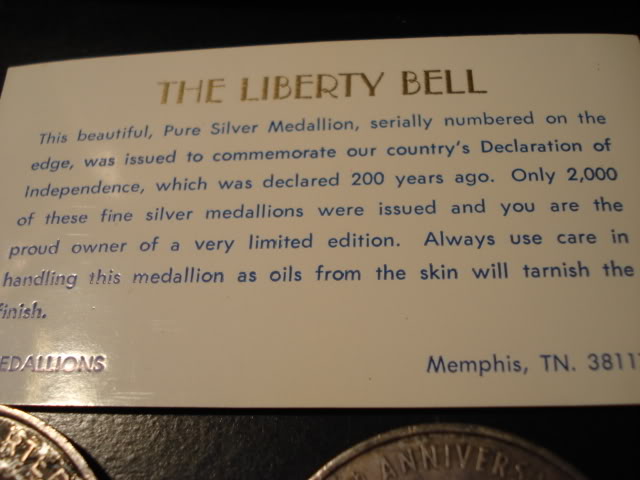 THE LIBERTY BELL
This beautiful, Pure Silver Medallion, serially numbered on the
edge, was issued to commemorate our country's Declaration of
Independence, which was declared 200 years ago. Only 2,000
of these fine silver medallions were issued and you are the
proud owner of a very limited edition. Always use care in
handling this medallion as oils from the skin will tarnish the
finish.
EDALLIONS Memphis, TN. 3811
ANNIVERS